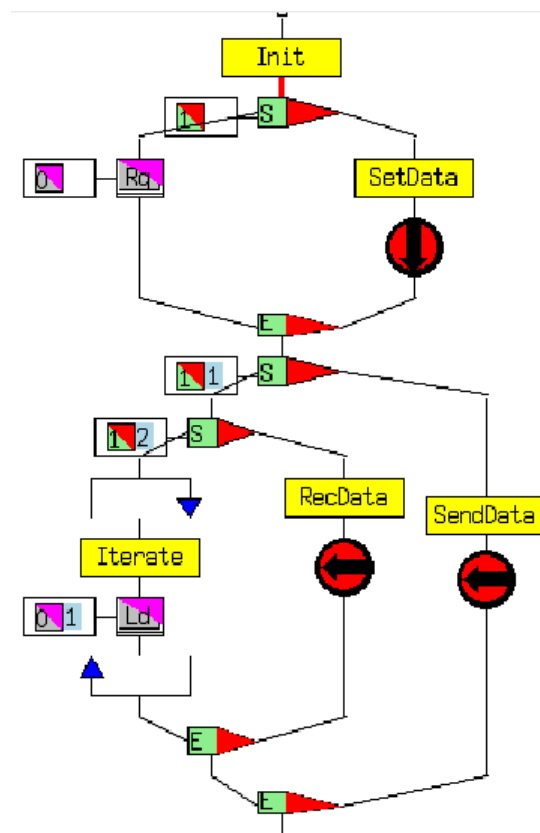 Init
1 S
0 Rq SetData
E
1 1 S
1 2 S
RecData SendData
Iterate
0 1 Ld
E
E